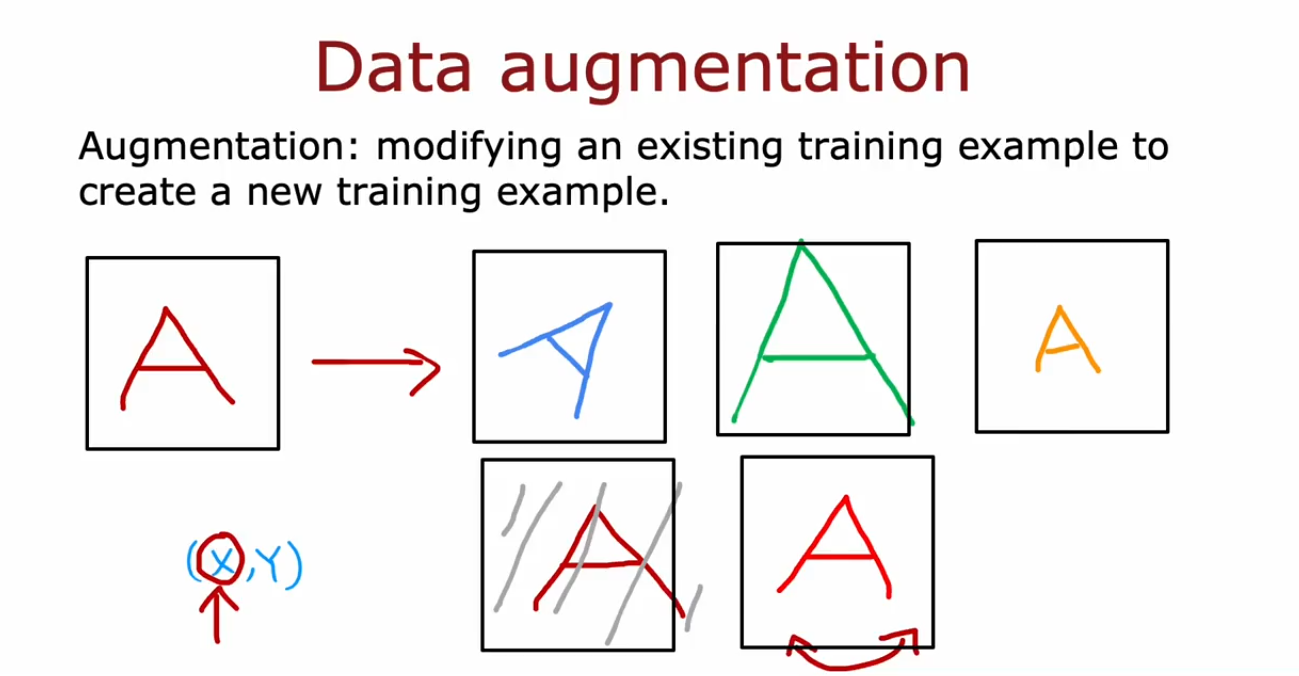 Data augmentation
Augmentation: modifying an existing training example to
create a new training example.
A
A
A
A
A
A
(X,Y)